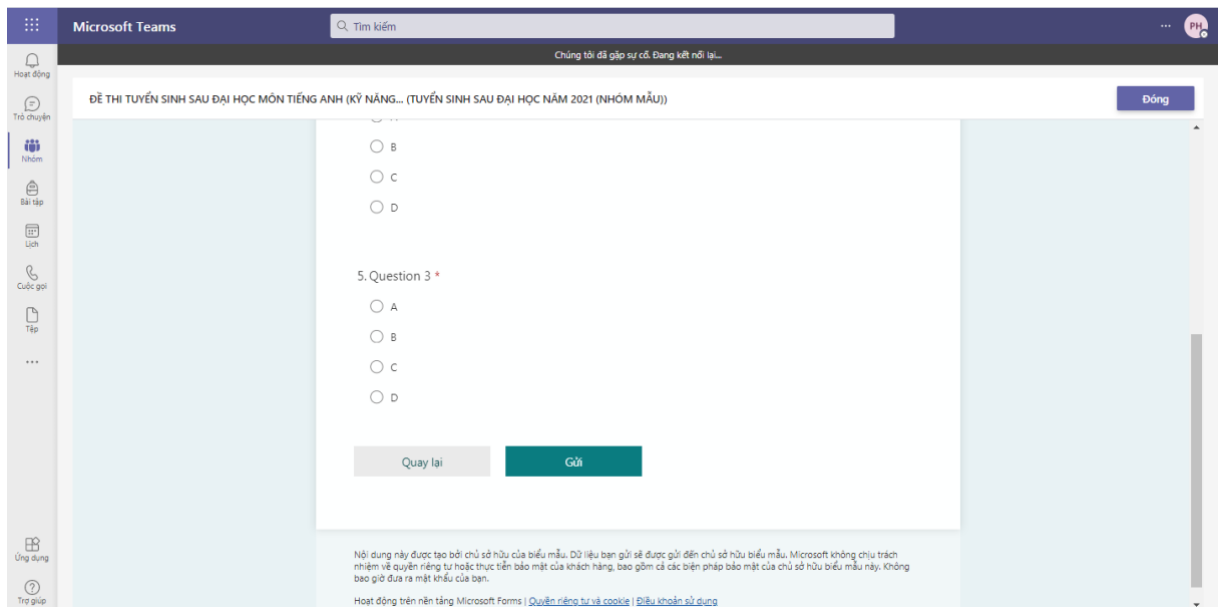 Microsoft Teams
Tìm kiếm
...
PH
Chúng tôi đã gặp sự cố. Đang kết nối lại...
Hoạt động
Trò chuyện
Nhóm
Bài tập
Lịch
Cuộc gọi
Tệp
...
Ứng dụng
Trợ giúp
ĐỀ THI TUYỂN SINH SAU ĐẠI HỌC MÔN TIẾNG ANH (KỸ NĂNG... (TUYỂN SINH SAU ĐẠI HỌC NĂM 2021 (NHÓM MẪU))
Đóng
B
C
D
5. Question 3 *
A
B
C
D
Quay lại
Gửi
Nội dung này được tạo bởi chủ sở hữu của biểu mẫu. Dữ liệu bạn gửi sẽ được gửi đến chủ sở hữu biểu mẫu. Microsoft không chịu trách
nhiệm về quyền riêng tư hoặc thực tiễn bảo mật của khách hàng, bao gồm cả các biện pháp bảo mật của chủ sở hữu biểu mẫu này. Không
bao giờ đưa ra mật khẩu của bạn.
Hoạt động trên nền tảng Microsoft Forms | Quyền riêng tư và cookie | Điều khoản sử dụng